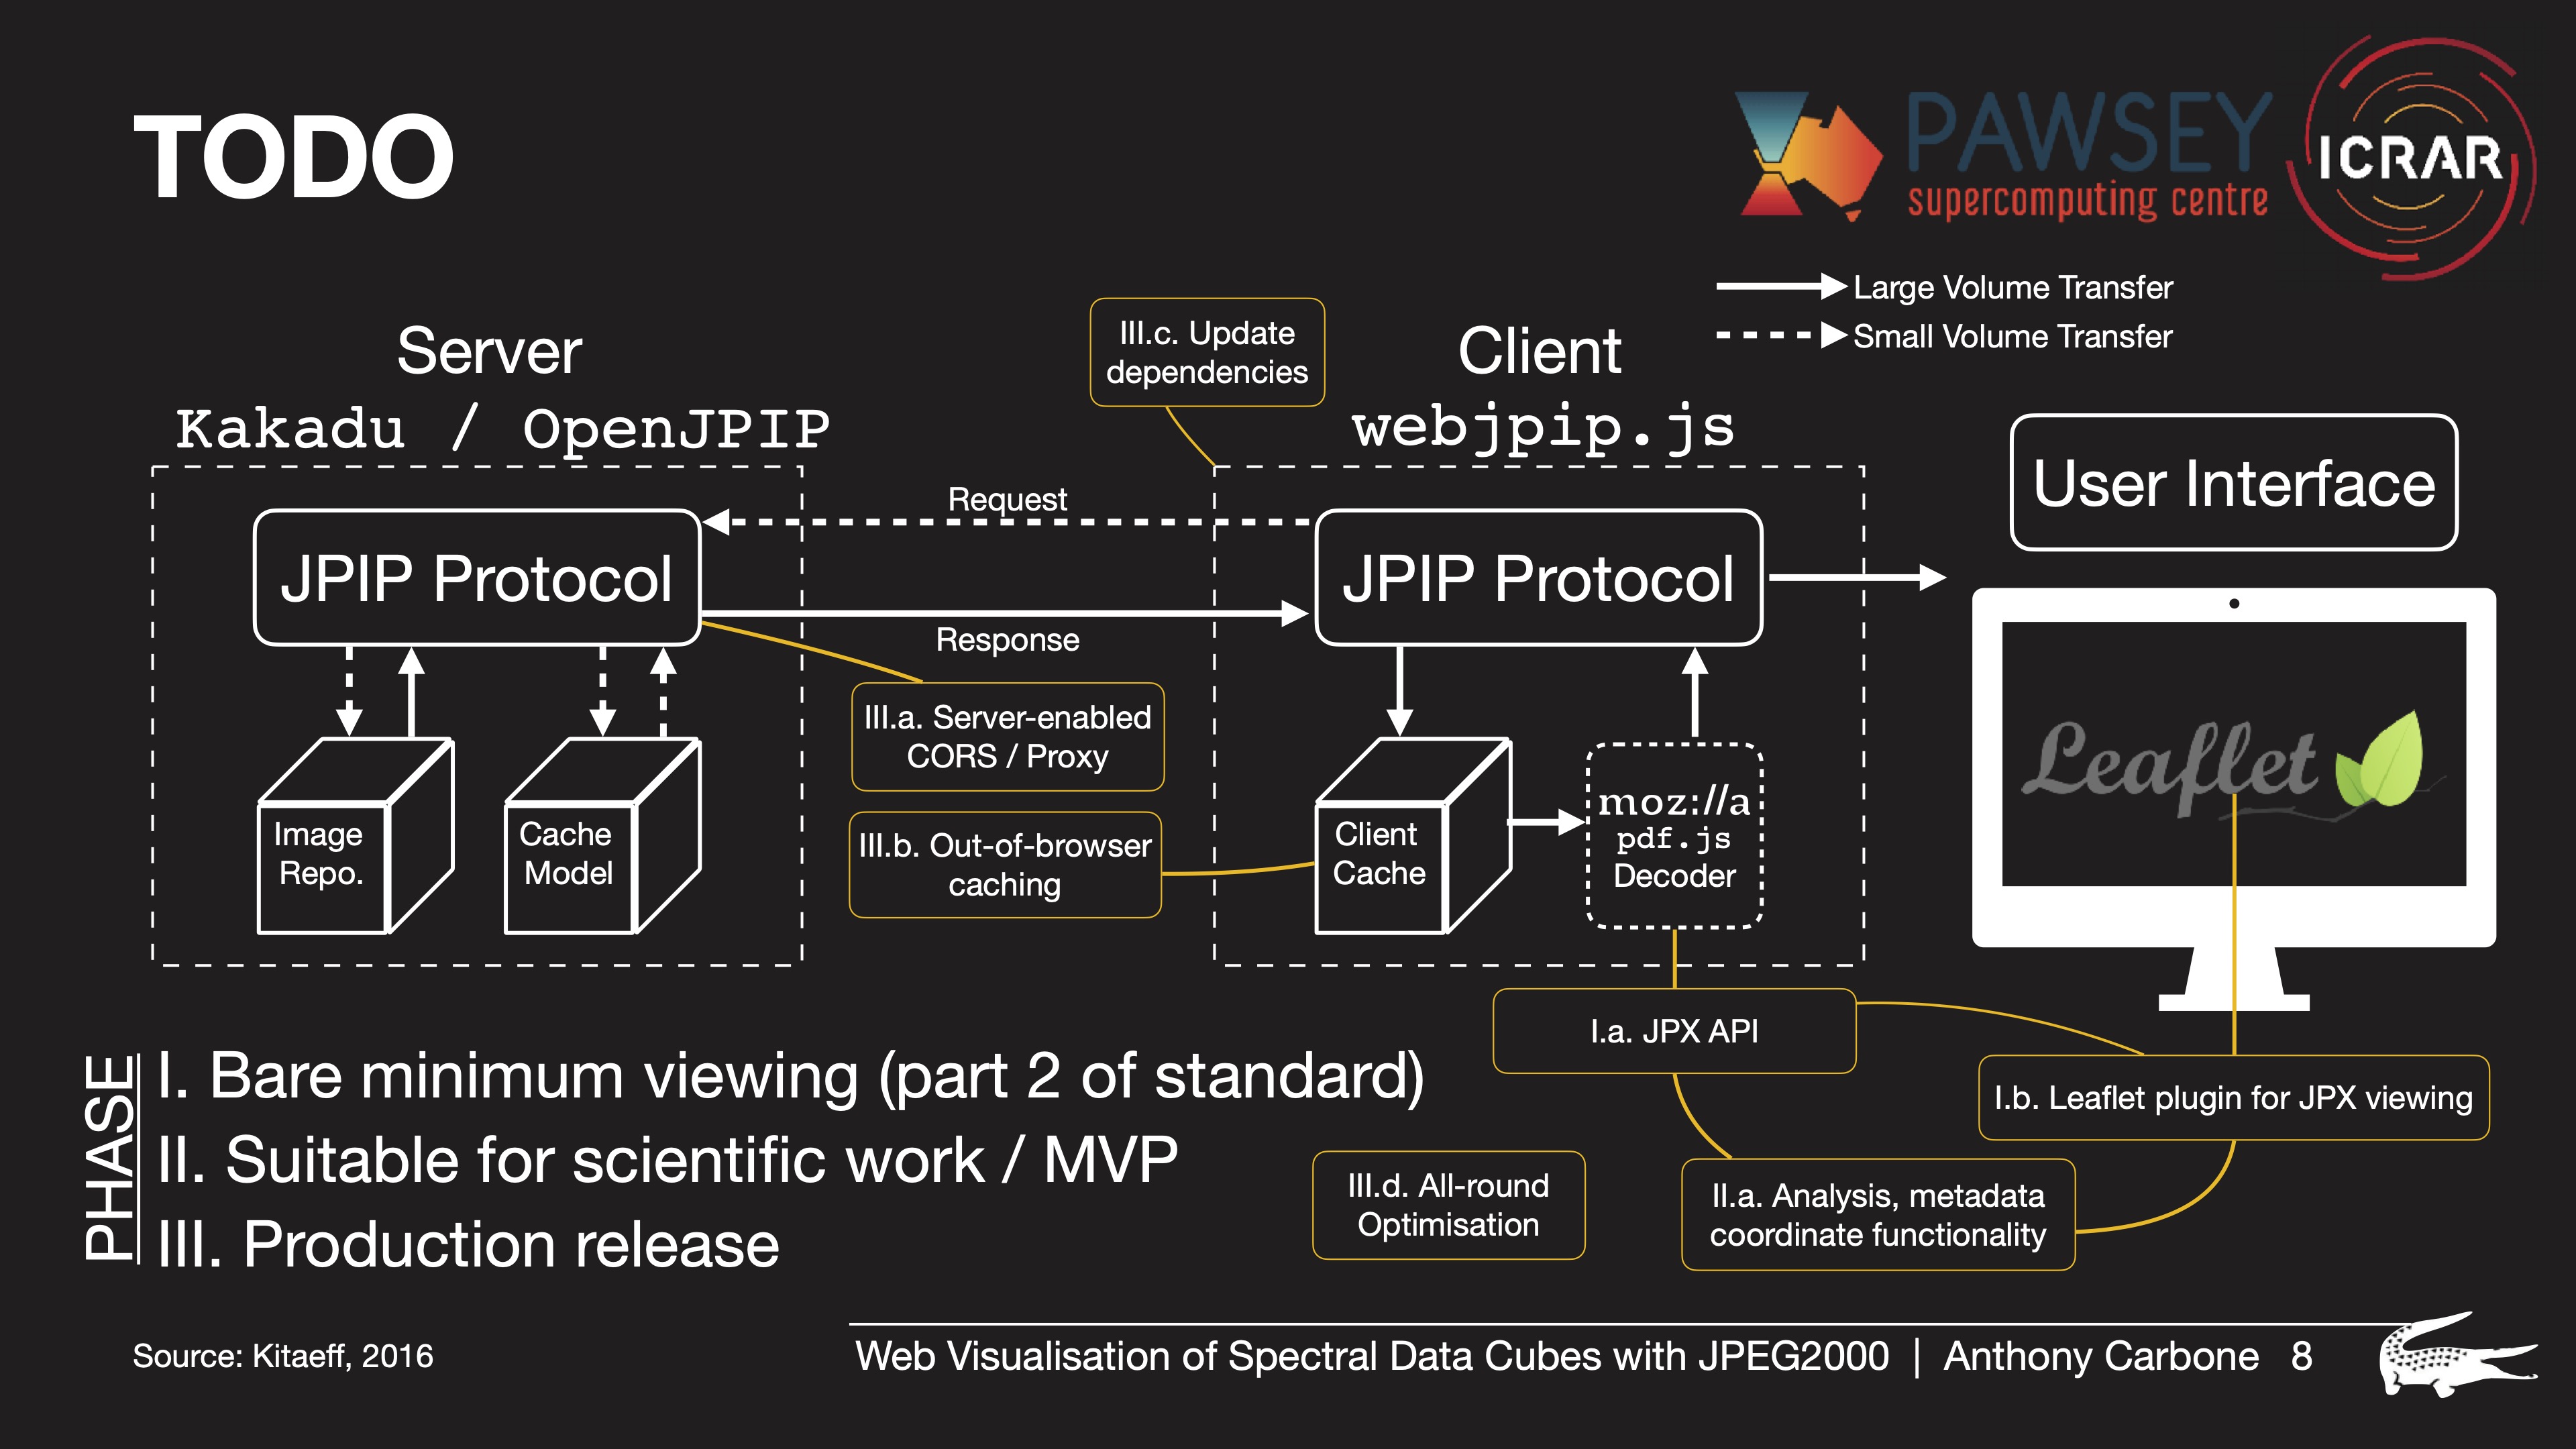 TODO
PAWSEY
supercomputing centre
ICRAR
Large Volume Transfer
Small Volume Transfer
Server
Kakadu / OpenJPIP
III.c. Update
dependencies
Client
webjpip.js
User Interface
Request
JPIP Protocol
JPIP Protocol
Response
III.a. Server-enabled
CORS / Proxy
III.b. Out-of-browser
caching
Image
Repo.
Cache
Model
Client
Cache
moz://a
pdf.js
Decoder
Leaflet
I.a. JPX API
I.b. Leaflet plugin for JPX viewing
II.a. Analysis, metadata
coordinate functionality
III.d. All-round
Optimisation
PHASE
I. Bare minimum viewing (part 2 of standard)
II. Suitable for scientific work / MVP
III. Production release
Source: Kitaeff, 2016
Web Visualisation of Spectral Data Cubes with JPEG2000 | Anthony Carbone 8